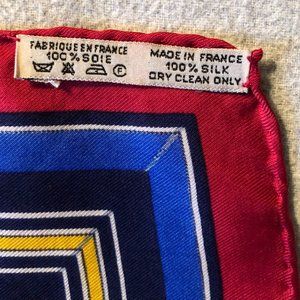 FABRIQUE EN FRANCE
100% SOIE
MADE IN FRANCE
100% SILK
DRY CLEAN ONLY